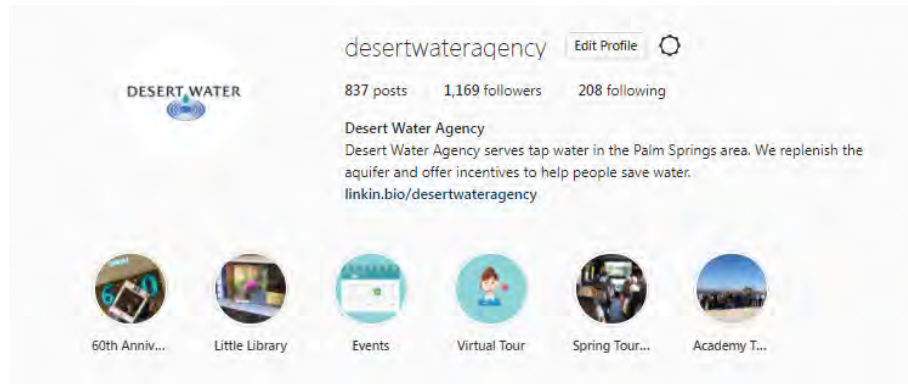 desertwateragency Edit Profile
DESERT WATER
837 posts 1,169 followers 208 following
Desert Water Agency
Desert Water Agency serves tap water in the Palm Springs area. We replenish the
aquifer and offer incentives to help people save water.
linkin.bio/desertwateragency
60
60th Anniv... Little Library Events Virtual Tour Spring Tour... Academy T...